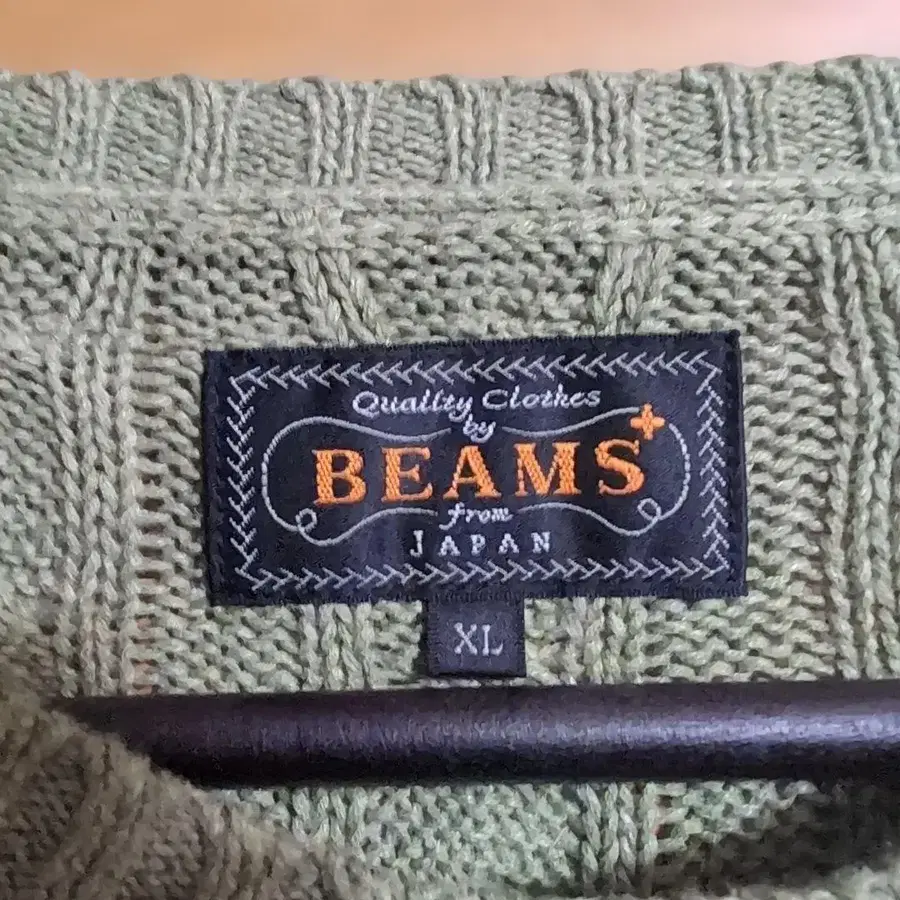 Quality Clothes
by
BEAMS+
from
JAPAN
XL